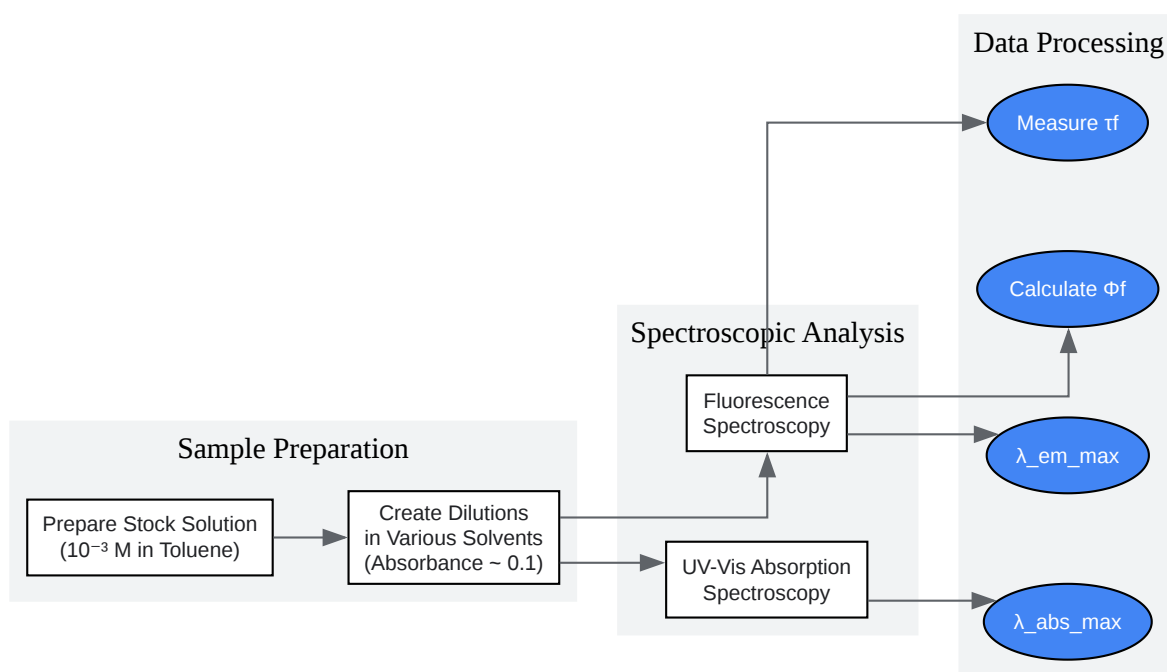 Data Processing
Measure τf
Calculate Φf
Spectroscopic Analysis
Fluorescence
Spectroscopy
λ_em_max
Sample Preparation
Prepare Stock Solution
(10⁻³ M in Toluene)
Create Dilutions
in Various Solvents
(Absorbance ~ 0.1)
UV-Vis Absorption
Spectroscopy
λ_abs_max